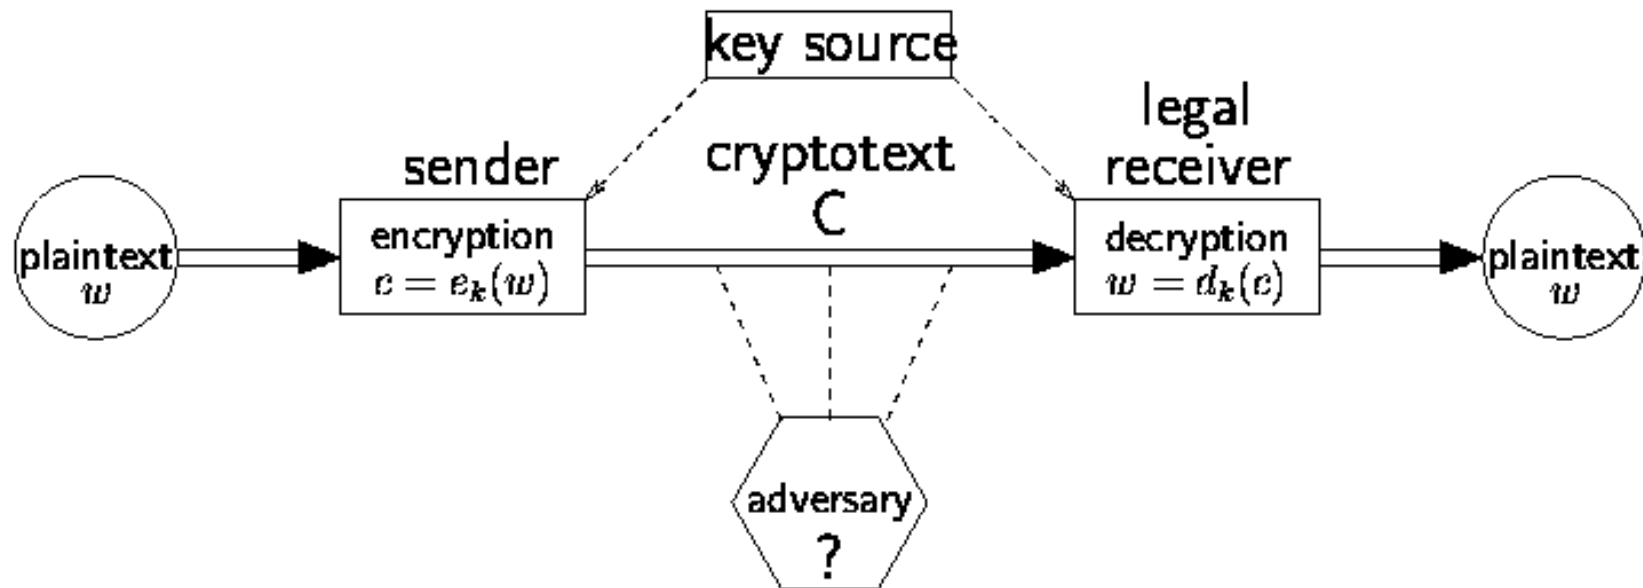 key source
legal
receiver
sender
cryptotext
C
plaintext
w
encryption
c = e_k(w)
decryption
w = d_k(c)
plaintext
w
adversary
?